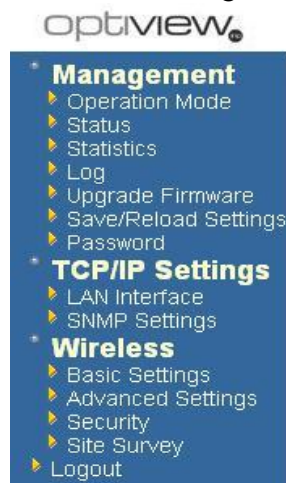 optiview
Management
Operation Mode
Status
Statistics
Log
Upgrade Firmware
Save/Reload Settings
Password
TCP/IP Settings
LAN Interface
SNMP Settings
Wireless
Basic Settings
Advanced Settings
Security
Site Survey
Logout